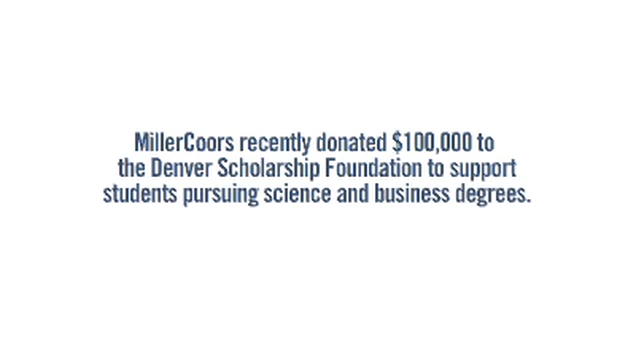 MillerCoors recently donated $100,000 to
the Denver Scholarship Foundation to support
students pursuing science and business degrees.